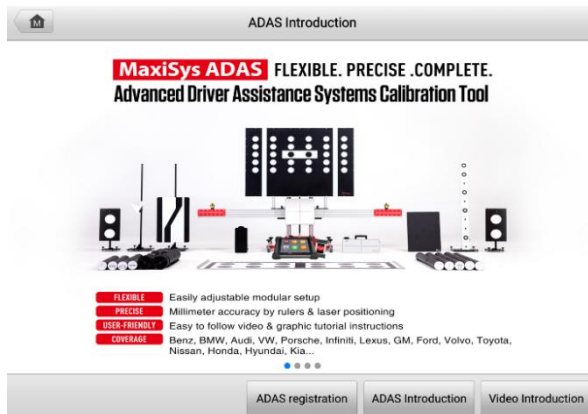 M
ADAS Introduction
MaxiSys ADAS FLEXIBLE. PRECISE .COMPLETE.
Advanced Driver Assistance Systems Calibration Tool
FLEXIBLE Easily adjustable modular setup
PRECISE Millimeter accuracy by rulers & laser positioning
USER-FRIENDLY Easy to follow video & graphic tutorial instructions
COVERAGE Benz, BMW, Audi, VW, Porsche, Infiniti, Lexus, GM, Ford, Volvo, Toyota,
Nissan, Honda, Hyundai, Kia...
ADAS registration ADAS Introduction Video Introduction